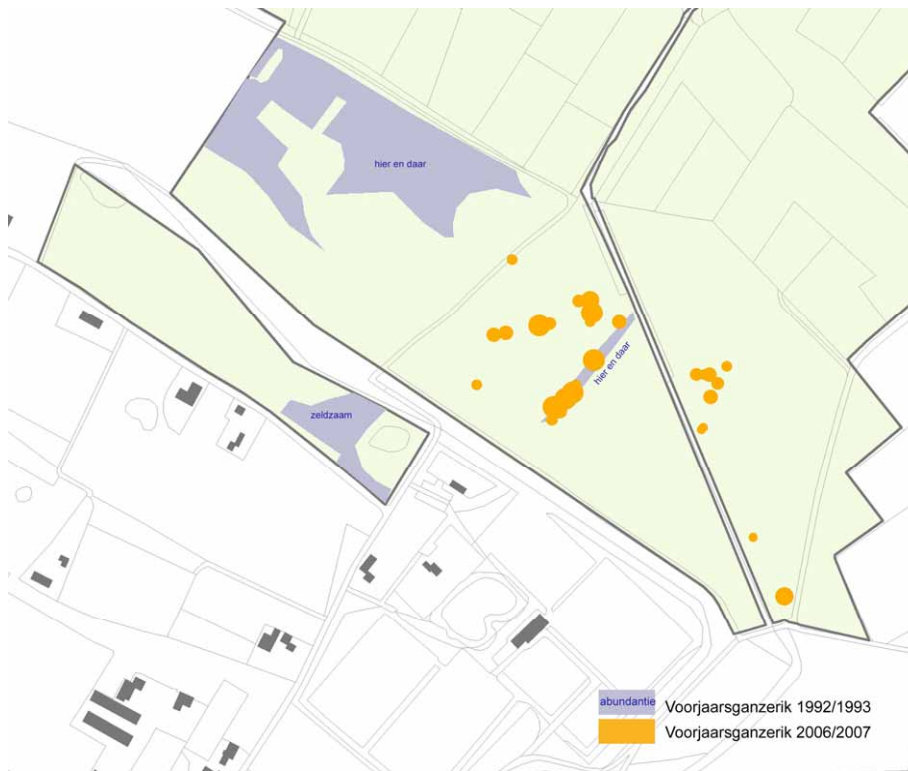 hier en daar
hier en daar
zeldzaam
abundantie Voorjaarsganzerik 1992/1993
Voorjaarsganzerik 2006/2007